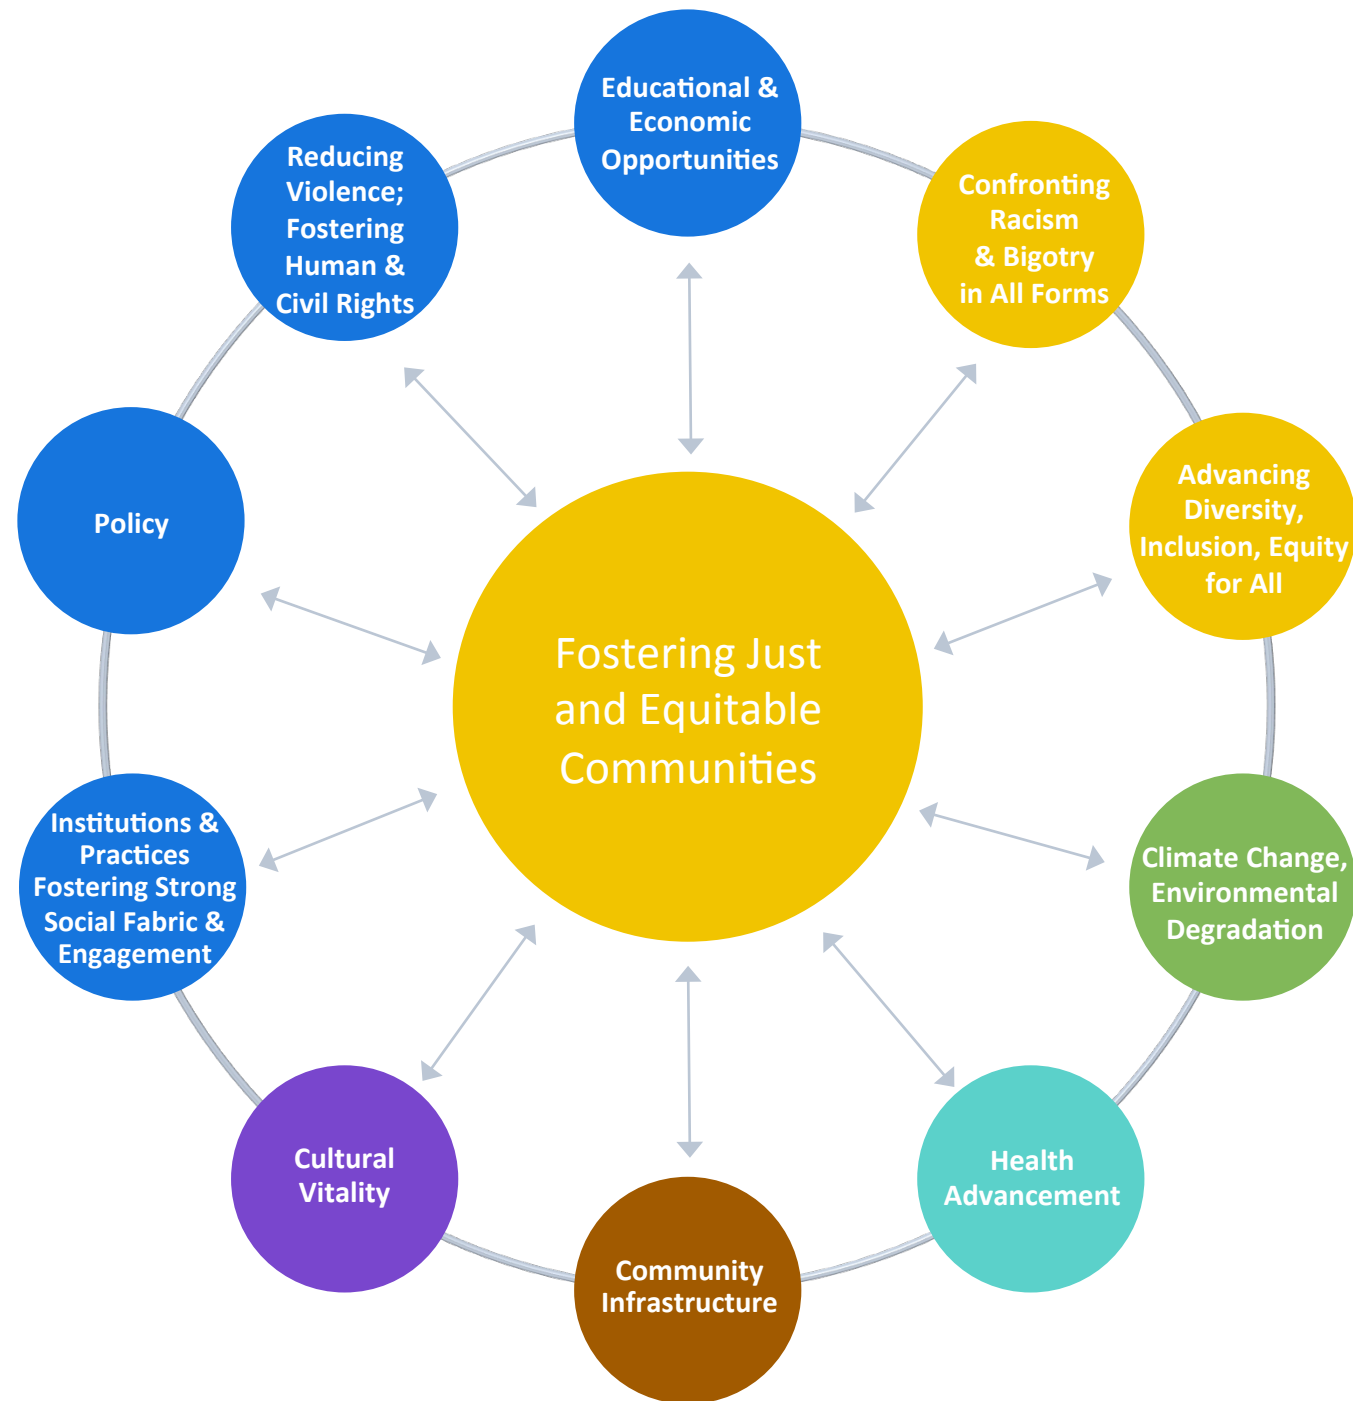 Educational &
Economic
Opportunities
Confronting
Racism
& Bigotry
in All Forms
Advancing
Diversity,
Inclusion, Equity
for All
Climate Change,
Environmental
Degradation
Health
Advancement
Community
Infrastructure
Cultural
Vitality
Institutions &
Practices
Fostering Strong
Social Fabric &
Engagement
Policy
Reducing
Violence;
Fostering
Human &
Civil Rights
Fostering Just
and Equitable
Communities